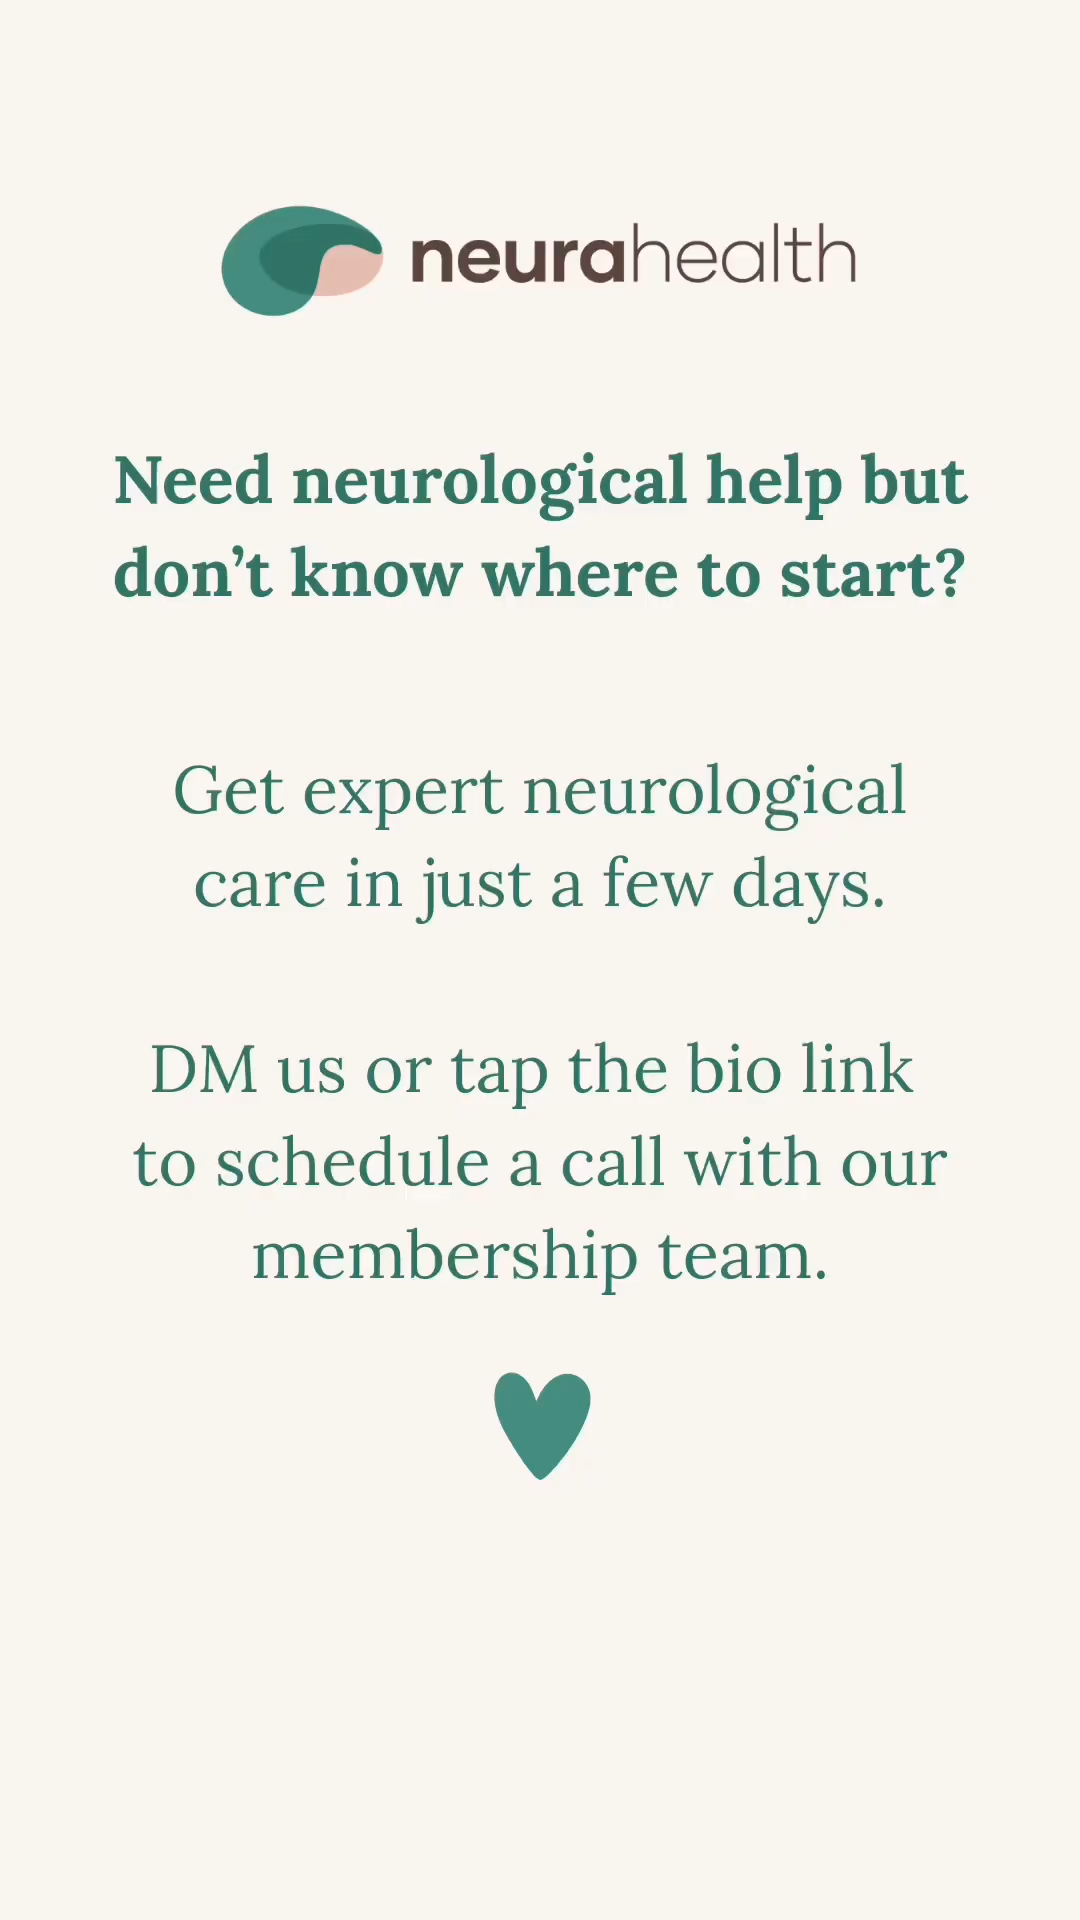 neurahealth
Need neurological help but
don’t know where to start?
Get expert neurological
care in just a few days.
DM us or tap the bio link
to schedule a call with our
membership team.